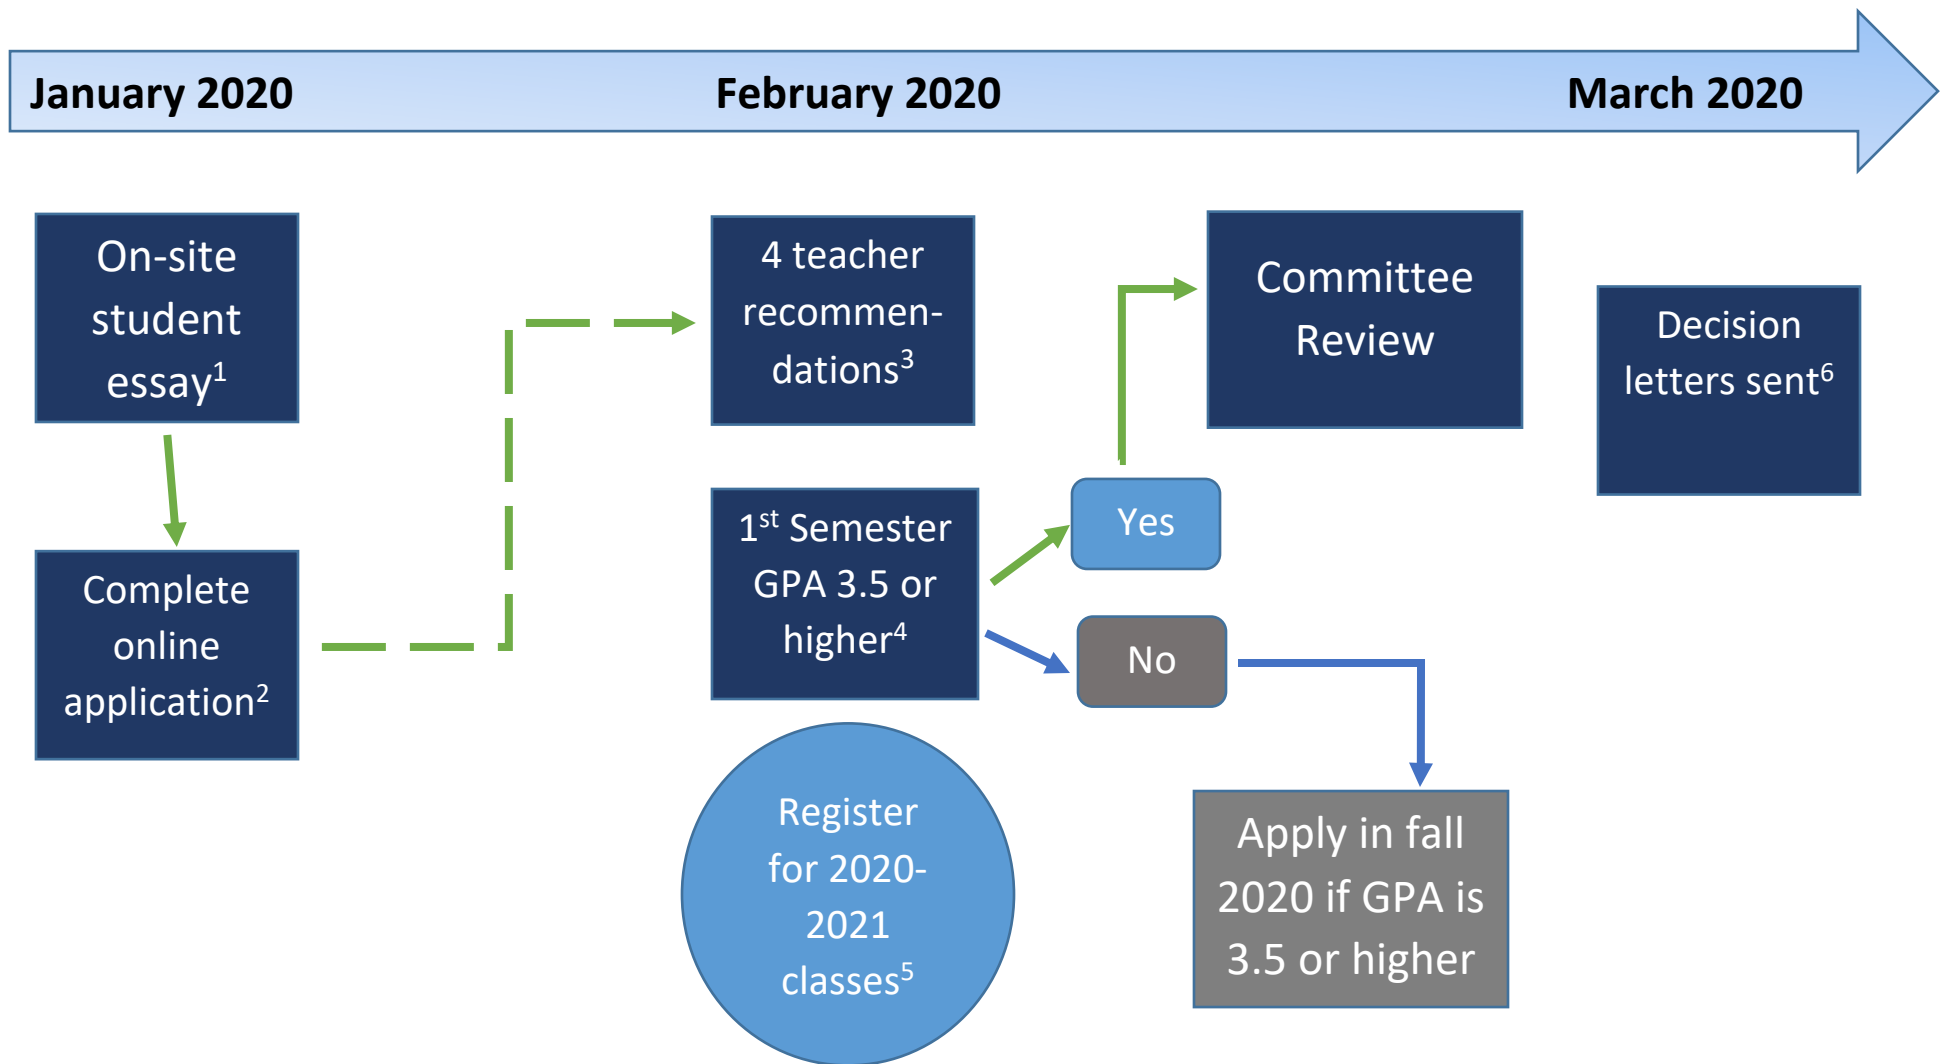 January 2020
February 2020
March 2020
On-site
student
essay¹
Complete
online
application²
4 teacher
recommen-
dations³
1st Semester
GPA 3.5 or
higher⁴
Register
for 2020-
2021
classes⁵
Yes
No
Committee
Review
Apply in fall
2020 if GPA is
3.5 or higher
Decision
letters sent⁶